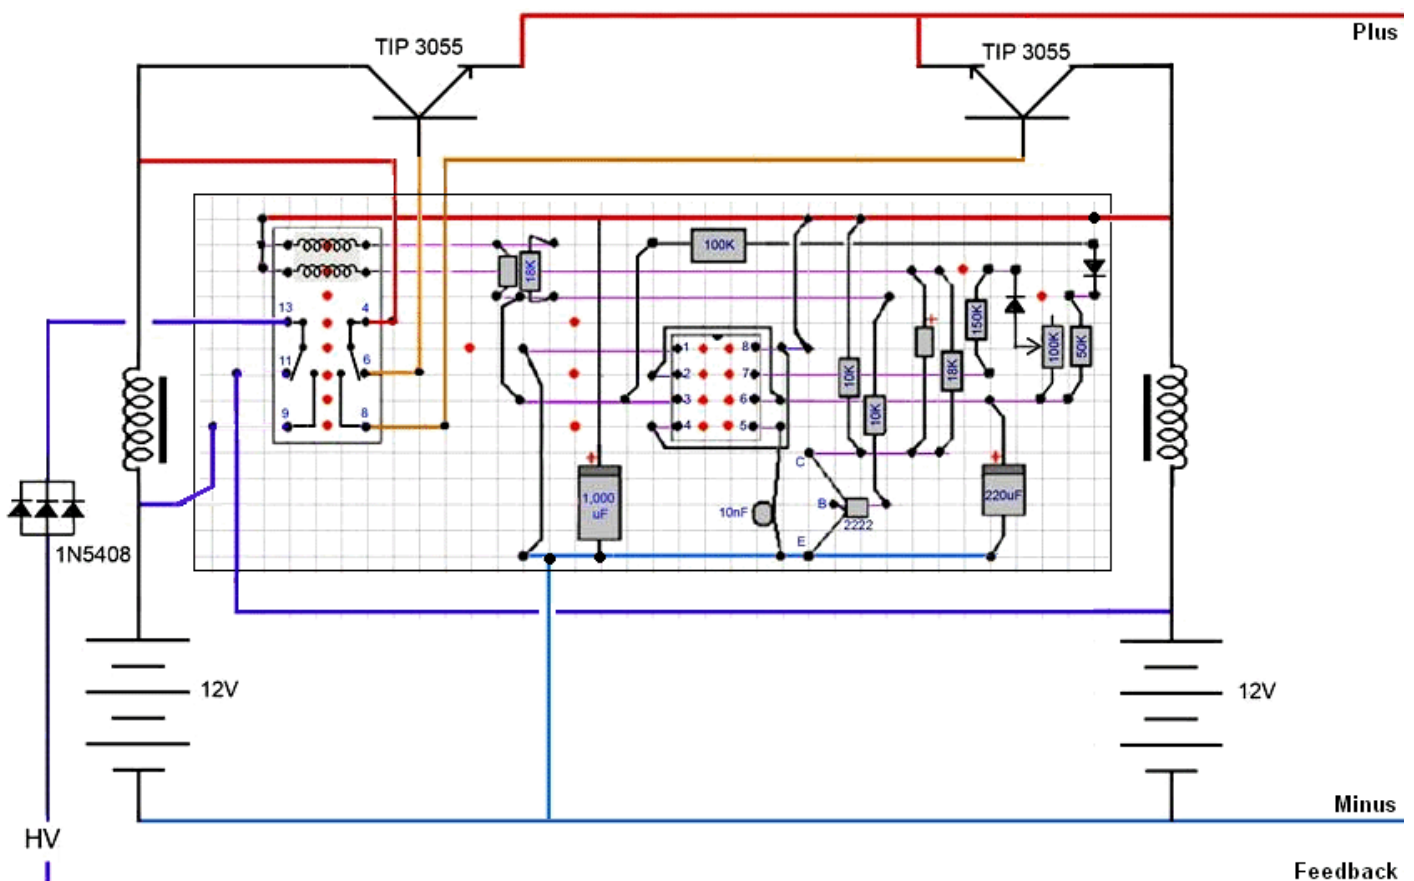 Plus
TIP 3055
TIP 3055
18K
100K
13
4
11
6
9
8
1
8
2
7
3
6
4
5
+
150K
100K
50K
10K
18K
10K
+
1,000
uF
+
220uF
C
10nF
B
2222
E
1N5408
12V
12V
Minus
HV
Feedback